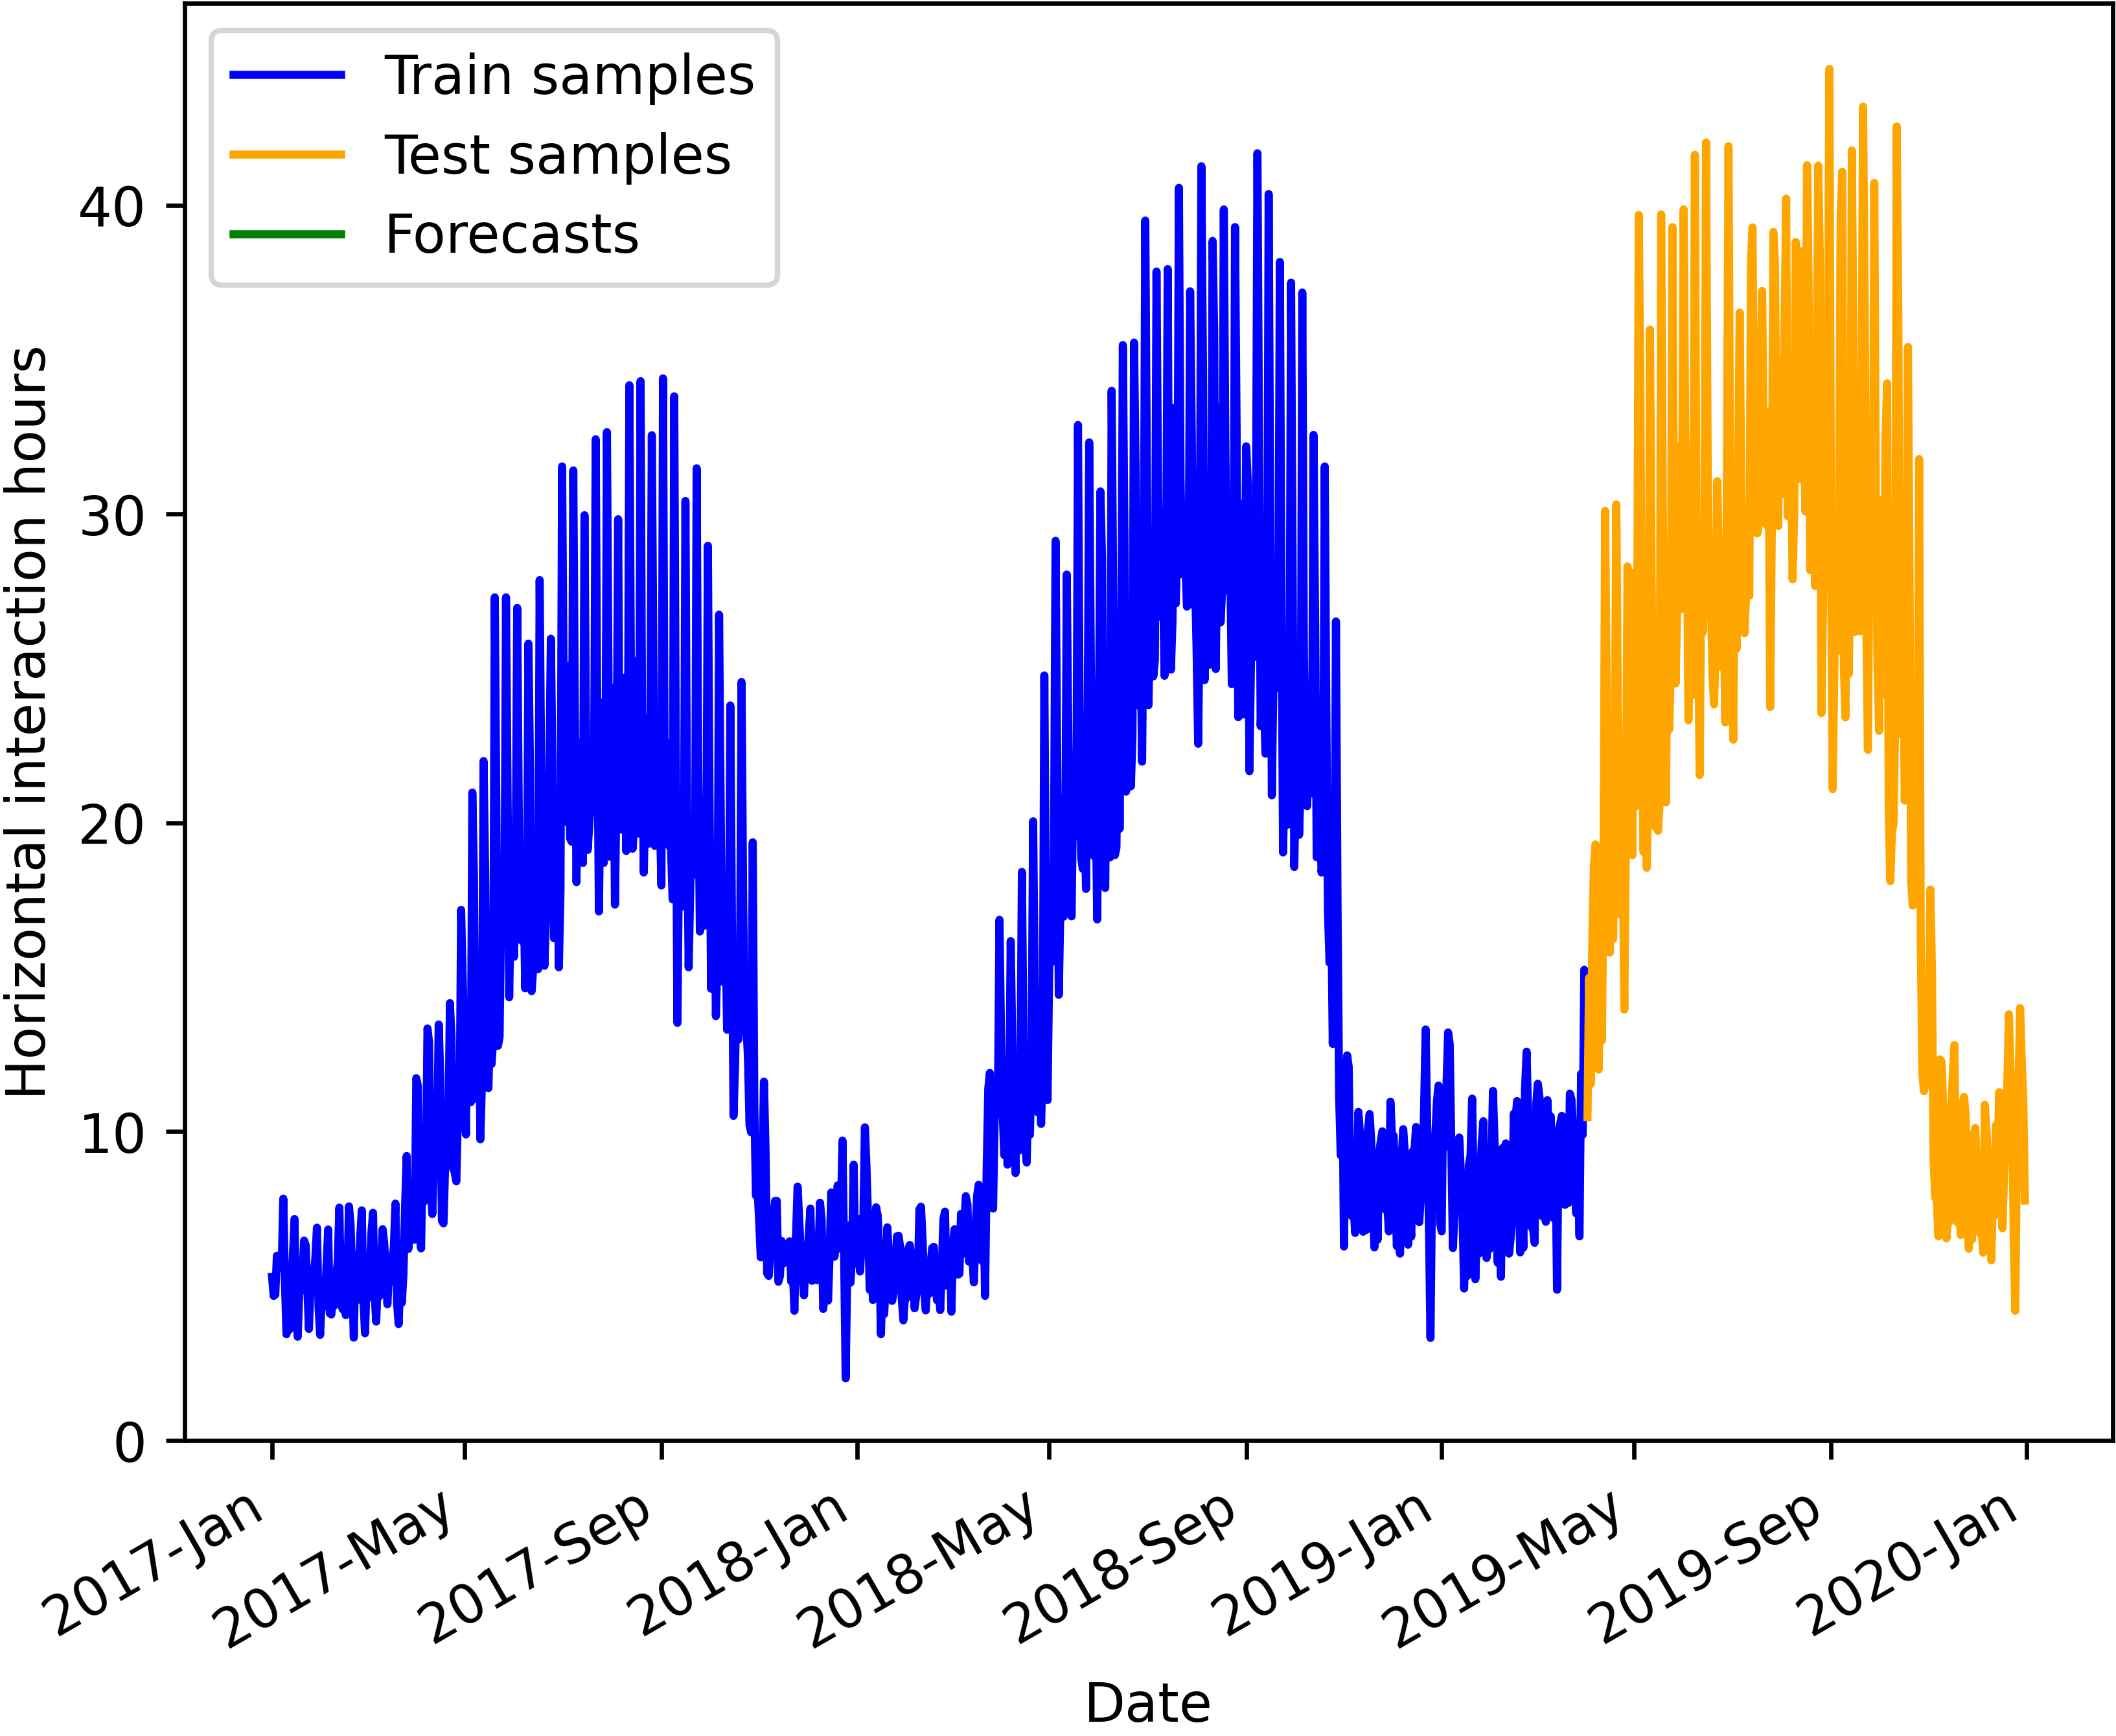 Train samples
Test samples
Forecasts
Horizontal interaction hours
40
30
20
10
0
2017-Jan
2017-May
2017-Sep
2018-Jan
2018-May
2018-Sep
2019-Jan
2019-May
2019-Sep
2020-Jan
Date